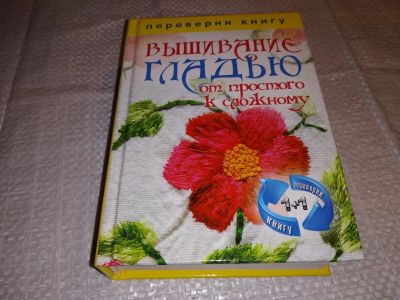 переверни книгу
ВЫШИВАНИЕ
ГЛАДЬЮ
от простого
к сложному
переверни
1+1
книгу